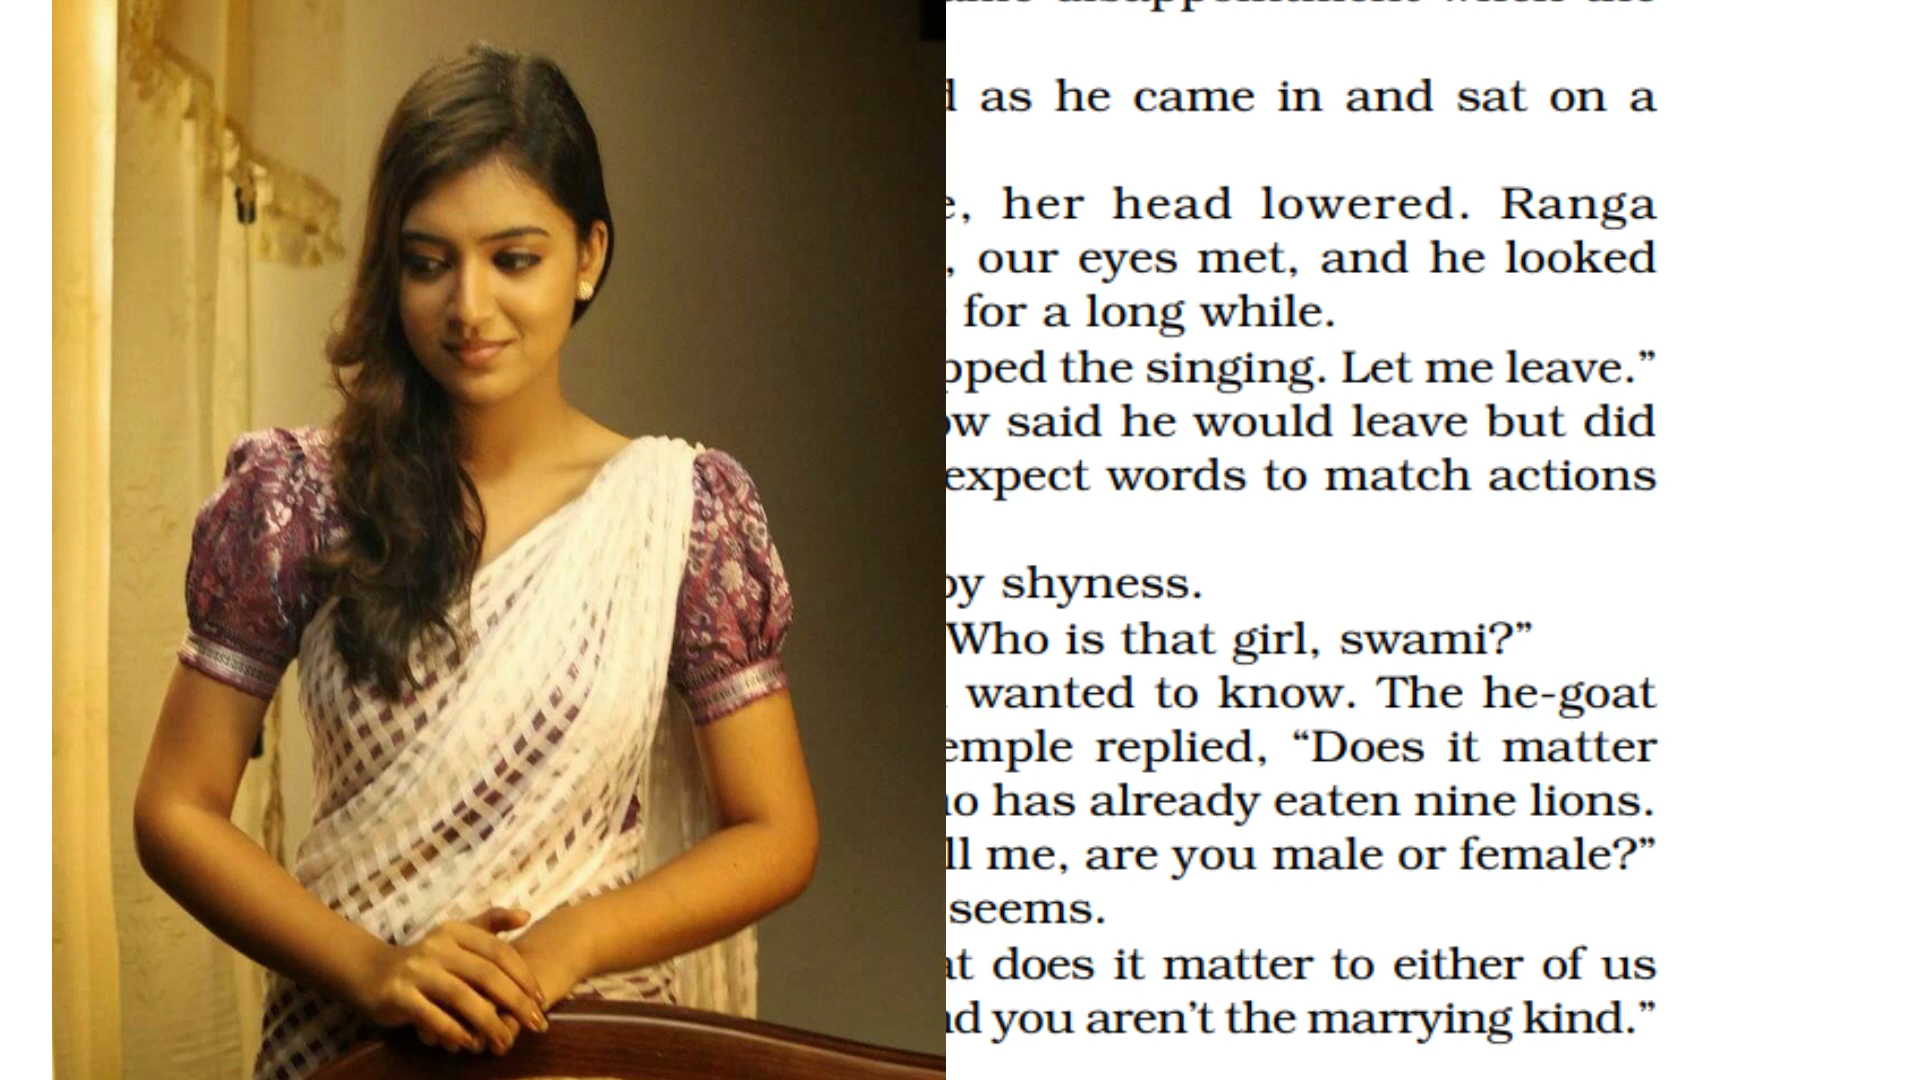 as he came in and sat on a
her head lowered. Ranga
, our eyes met, and he looked
for a long while.
the singing. Let me leave.”
said he would leave but did
expect words to match actions
by shyness.
Who is that girl, swami?”
wanted to know. The he-goat
replied, “Does it matter
has already eaten nine lions.
me, are you male or female?”
seems.
does it matter to either of us
you aren’t the marrying kind.”